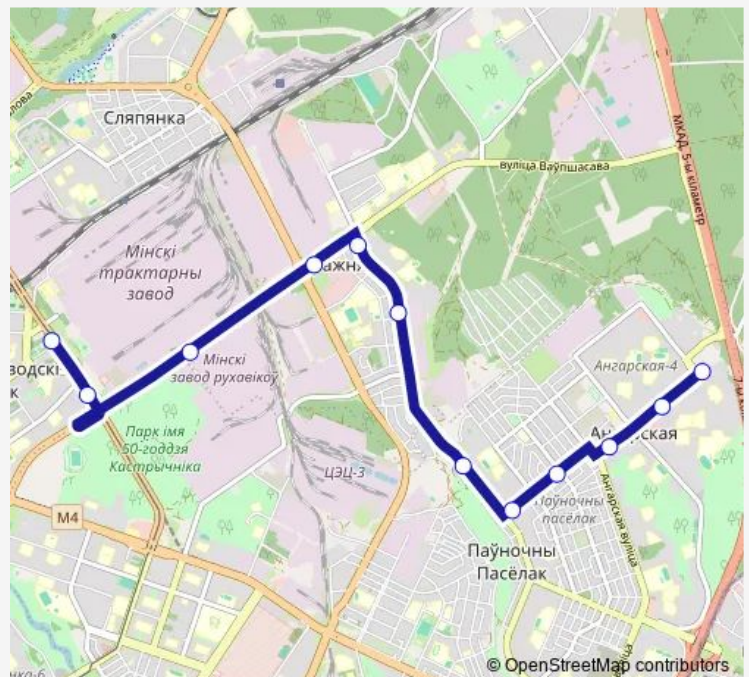 Сляпянка
МКАД, 5-ы кіламетр
вуліца Ваўпшасава
Мінскі
трактарны
завод
Мінскі
завод рухавікоў
Ангарская-4
Парк імя
50-годдзя
Кастрычніка
ЦЭЦ-3
M4
Ангарская вуліца
Паўночны
пасёлак
Паўночны
Пасёлак
© OpenStreetMap contributors